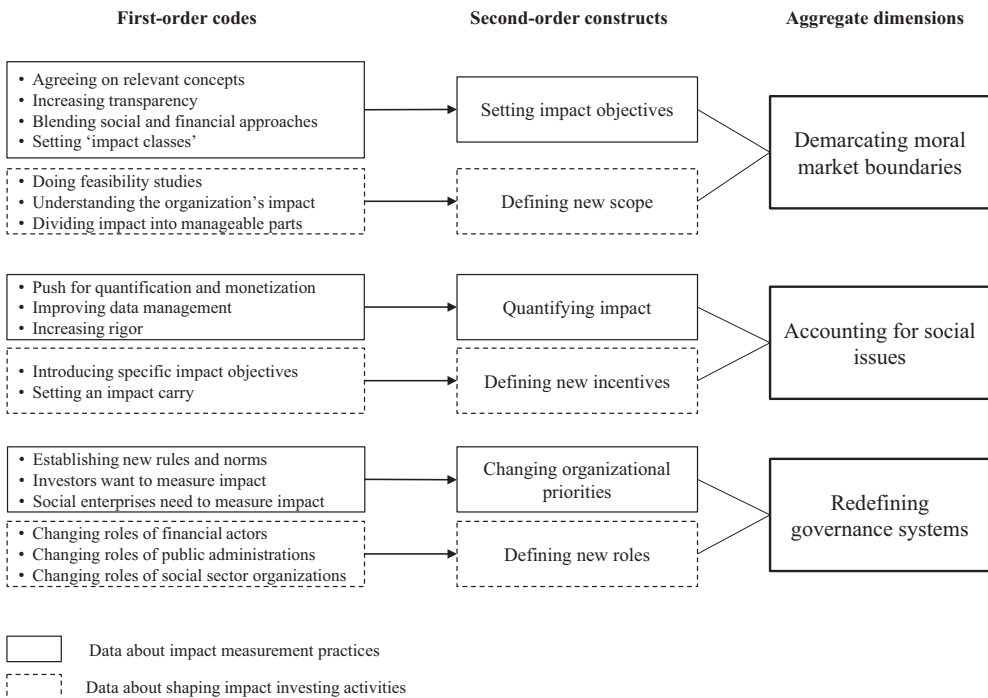 First-order codes
Second-order constructs
Aggregate dimensions
• Agreeing on relevant concepts
• Increasing transparency
• Blending social and financial approaches
• Setting ‘impact classes’
Setting impact objectives
Demarcating moral
market boundaries
• Doing feasibility studies
• Understanding the organization’s impact
• Dividing impact into manageable parts
Defining new scope
• Push for quantification and monetization
• Improving data management
• Increasing rigor
Quantifying impact
Accounting for social
issues
• Introducing specific impact objectives
• Setting an impact carry
Defining new incentives
• Establishing new rules and norms
• Investors want to measure impact
• Social enterprises need to measure impact
Changing organizational
priorities
Redefining
governance systems
• Changing roles of financial actors
• Changing roles of public administrations
• Changing roles of social sector organizations
Defining new roles
Data about impact measurement practices
Data about shaping impact investing activities